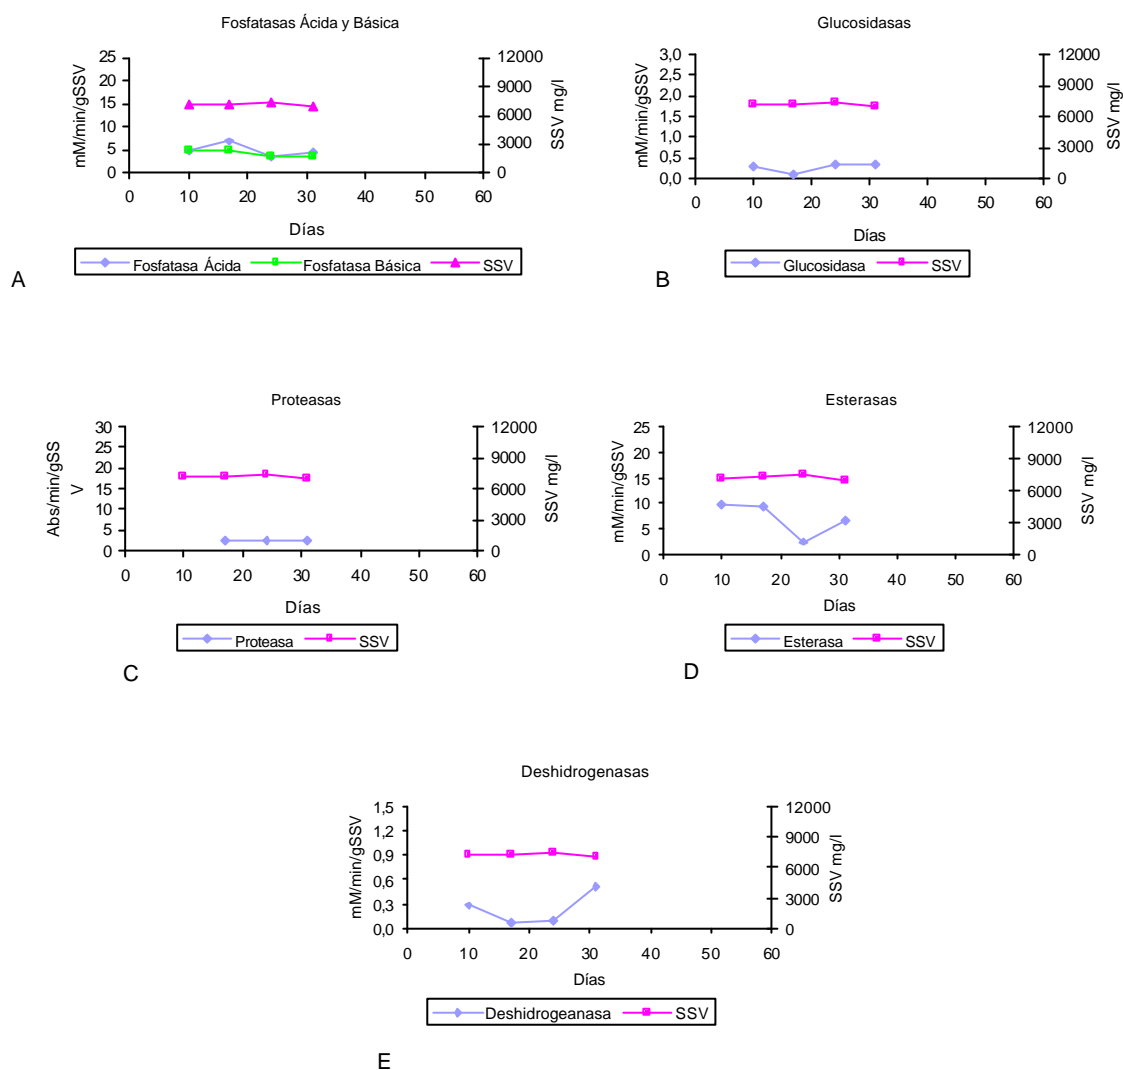 Fosfatasas Ácida y Básica
25
20
15
10
5
0
mM/min/gSSV
12000
9000
6000
3000
0
SSV mg/l
0 10 20 30 40 50 60
Días
Fosfatasa Ácida Fosfatasa Básica SSV
A
Glucosidasas
3,0
2,5
2,0
1,5
1,0
0,5
0,0
mM/min/gSSV
12000
9000
6000
3000
0
SSV mg/l
0 10 20 30 40 50 60
Días
Glucosidasa SSV
B
Proteasas
30
25
20
15
10
5
0
Abs/min/gSS
V
12000
9000
6000
3000
0
SSV mg/l
0 10 20 30 40 50 60
Días
Proteasa SSV
C
Esterasas
25
20
15
10
5
0
mM/min/gSSV
12000
9000
6000
3000
0
SSV mg/l
0 10 20 30 40 50 60
Días
Esterasa SSV
D
Deshidrogenasas
1,5
1,2
0,9
0,6
0,3
0,0
mM/min/gSSV
12000
9000
6000
3000
0
SSV mg/l
0 10 20 30 40 50 60
Días
Deshidrogeanasa SSV
E